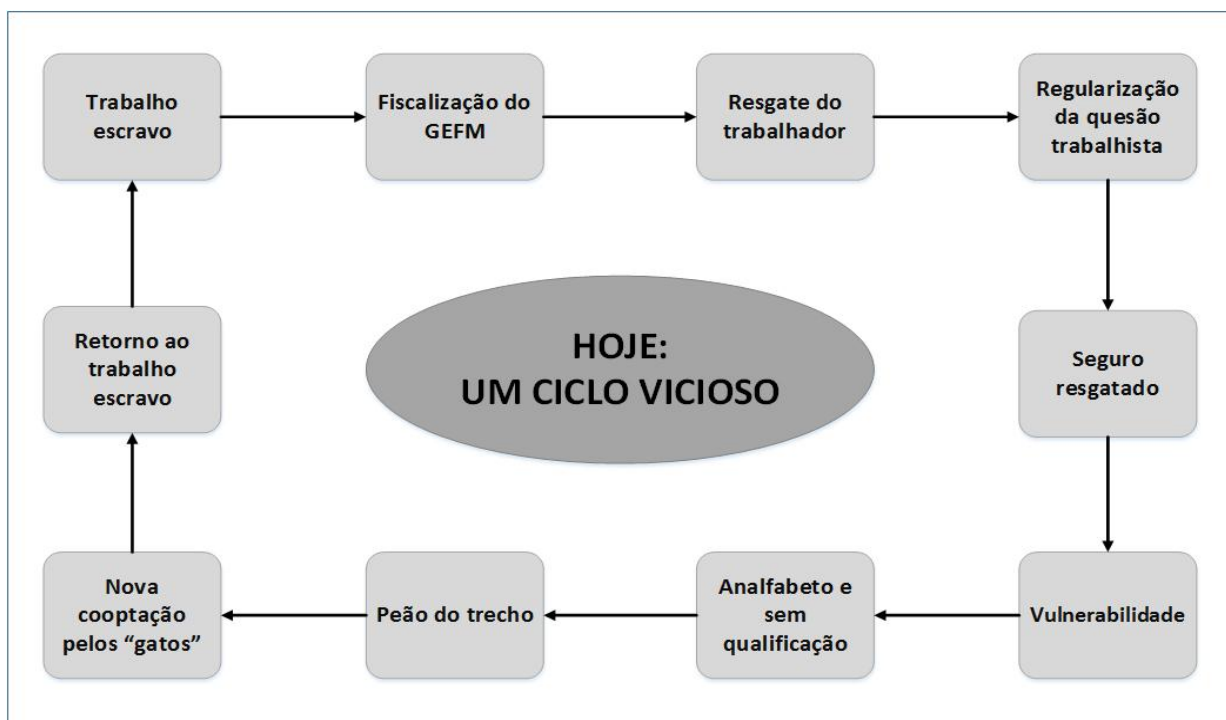 Trabalho
escravo
Fiscalização do
GEFM
Resgate do
trabalhador
Regularização
da quesão
trabalhista
HOJE:
UM CICLO VICIOSO
Retorno ao
trabalho
escravo
Seguro
resgatado
Nova
cooptação
pelos “gatos”
Peão do trecho
Analfabeto e
sem
qualificação
Vulnerabilidade